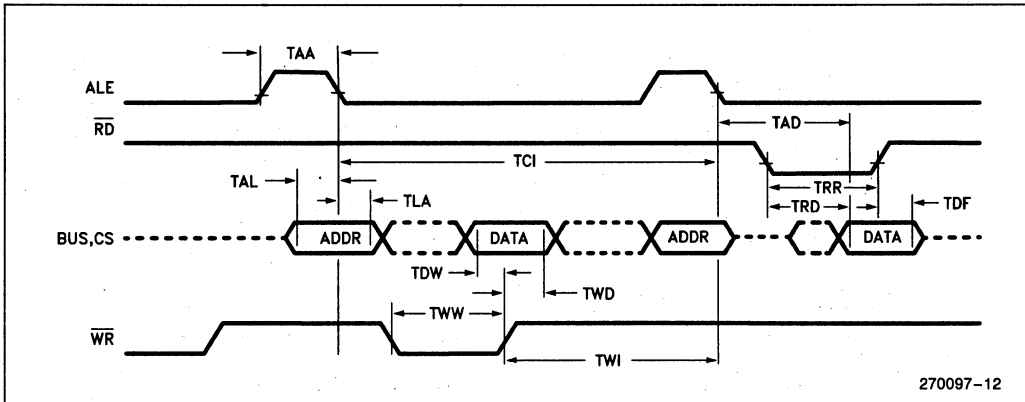 TAA
ALE
RD
TAD
TCI
TRR
TAL
TLA
TRD
TDF
BUS,CS
ADDR
DATA
ADDR
DATA
TDW
TWD
TWW
WR
TWI
270097-12